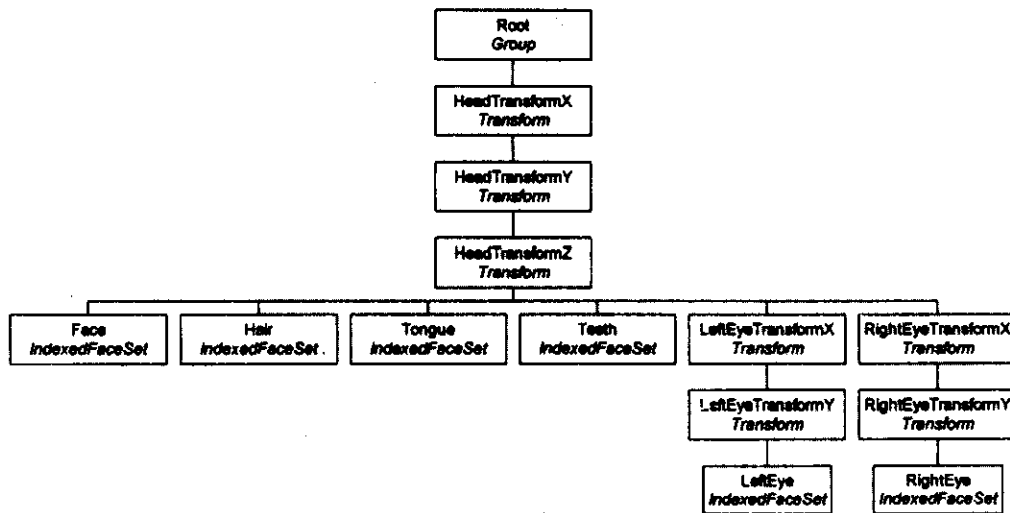 Root
Group
HeadTransformX
Transform
HeadTransformY
Transform
HeadTransformZ
Transform
Face
IndexedFaceSet
Hair
IndexedFaceSet
Tongue
IndexedFaceSet
Teeth
IndexedFaceSet
LeftEyeTransformX
Transform
RightEyeTransformX
Transform
LeftEyeTransformY
Transform
RightEyeTransformY
Transform
LeftEye
IndexedFaceSet
RightEye
IndexedFaceSet